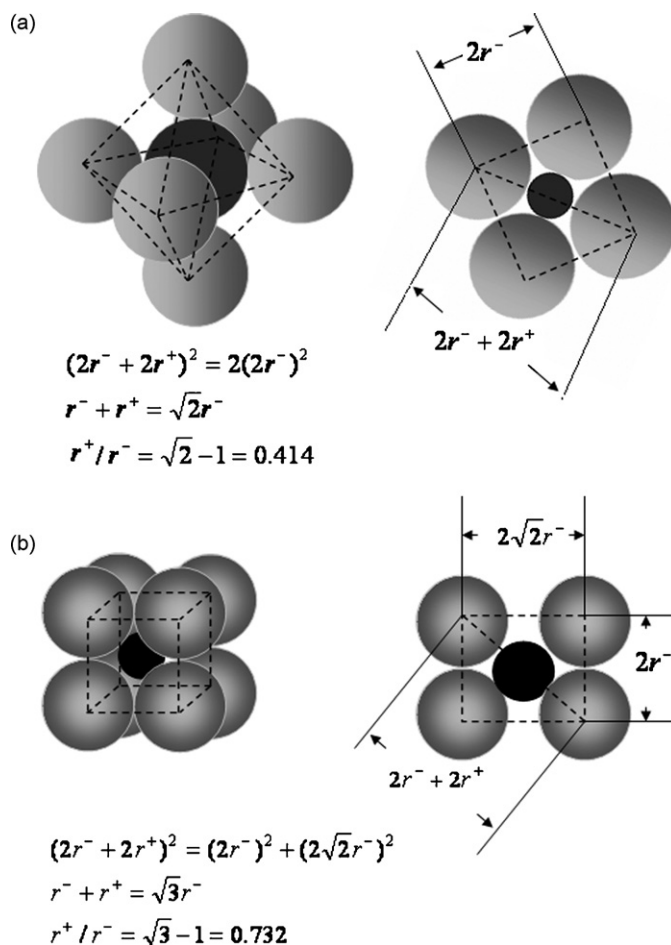 (a)
2r⁻
2r⁻ + 2r⁺
(2r⁻ + 2r⁺)² = 2(2r⁻)²
r⁻ + r⁺ = √2r⁻
r⁺/r⁻ = √2 − 1 = 0.414
(b)
2√2r⁻
2r⁻
2r⁻ + 2r⁺
(2r⁻ + 2r⁺)² = (2r⁻)² + (2√2r⁻)²
r⁻ + r⁺ = √3r⁻
r⁺ / r⁻ = √3 − 1 = 0.732